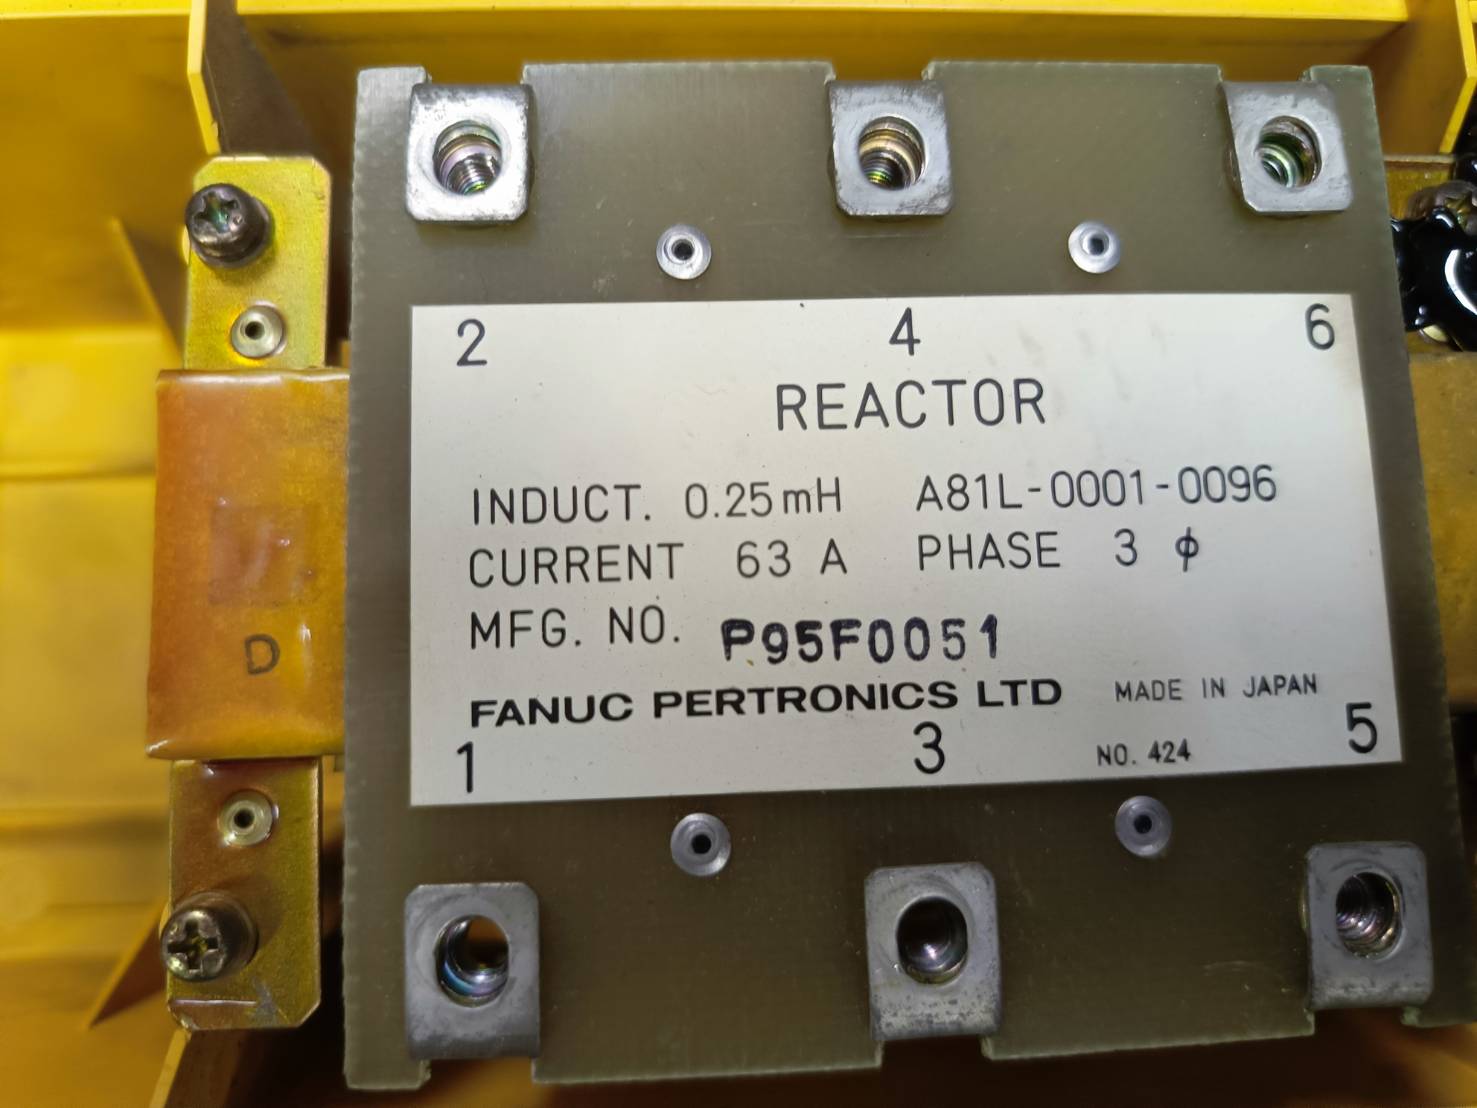 2 4 6
REACTOR
INDUCT. 0.25mH A81L-0001-0096
CURRENT 63 A PHASE 3 ϕ
MFG. NO. P95F0051
FANUC PERTRONICS LTD MADE IN JAPAN
NO. 424
1 3 5
D